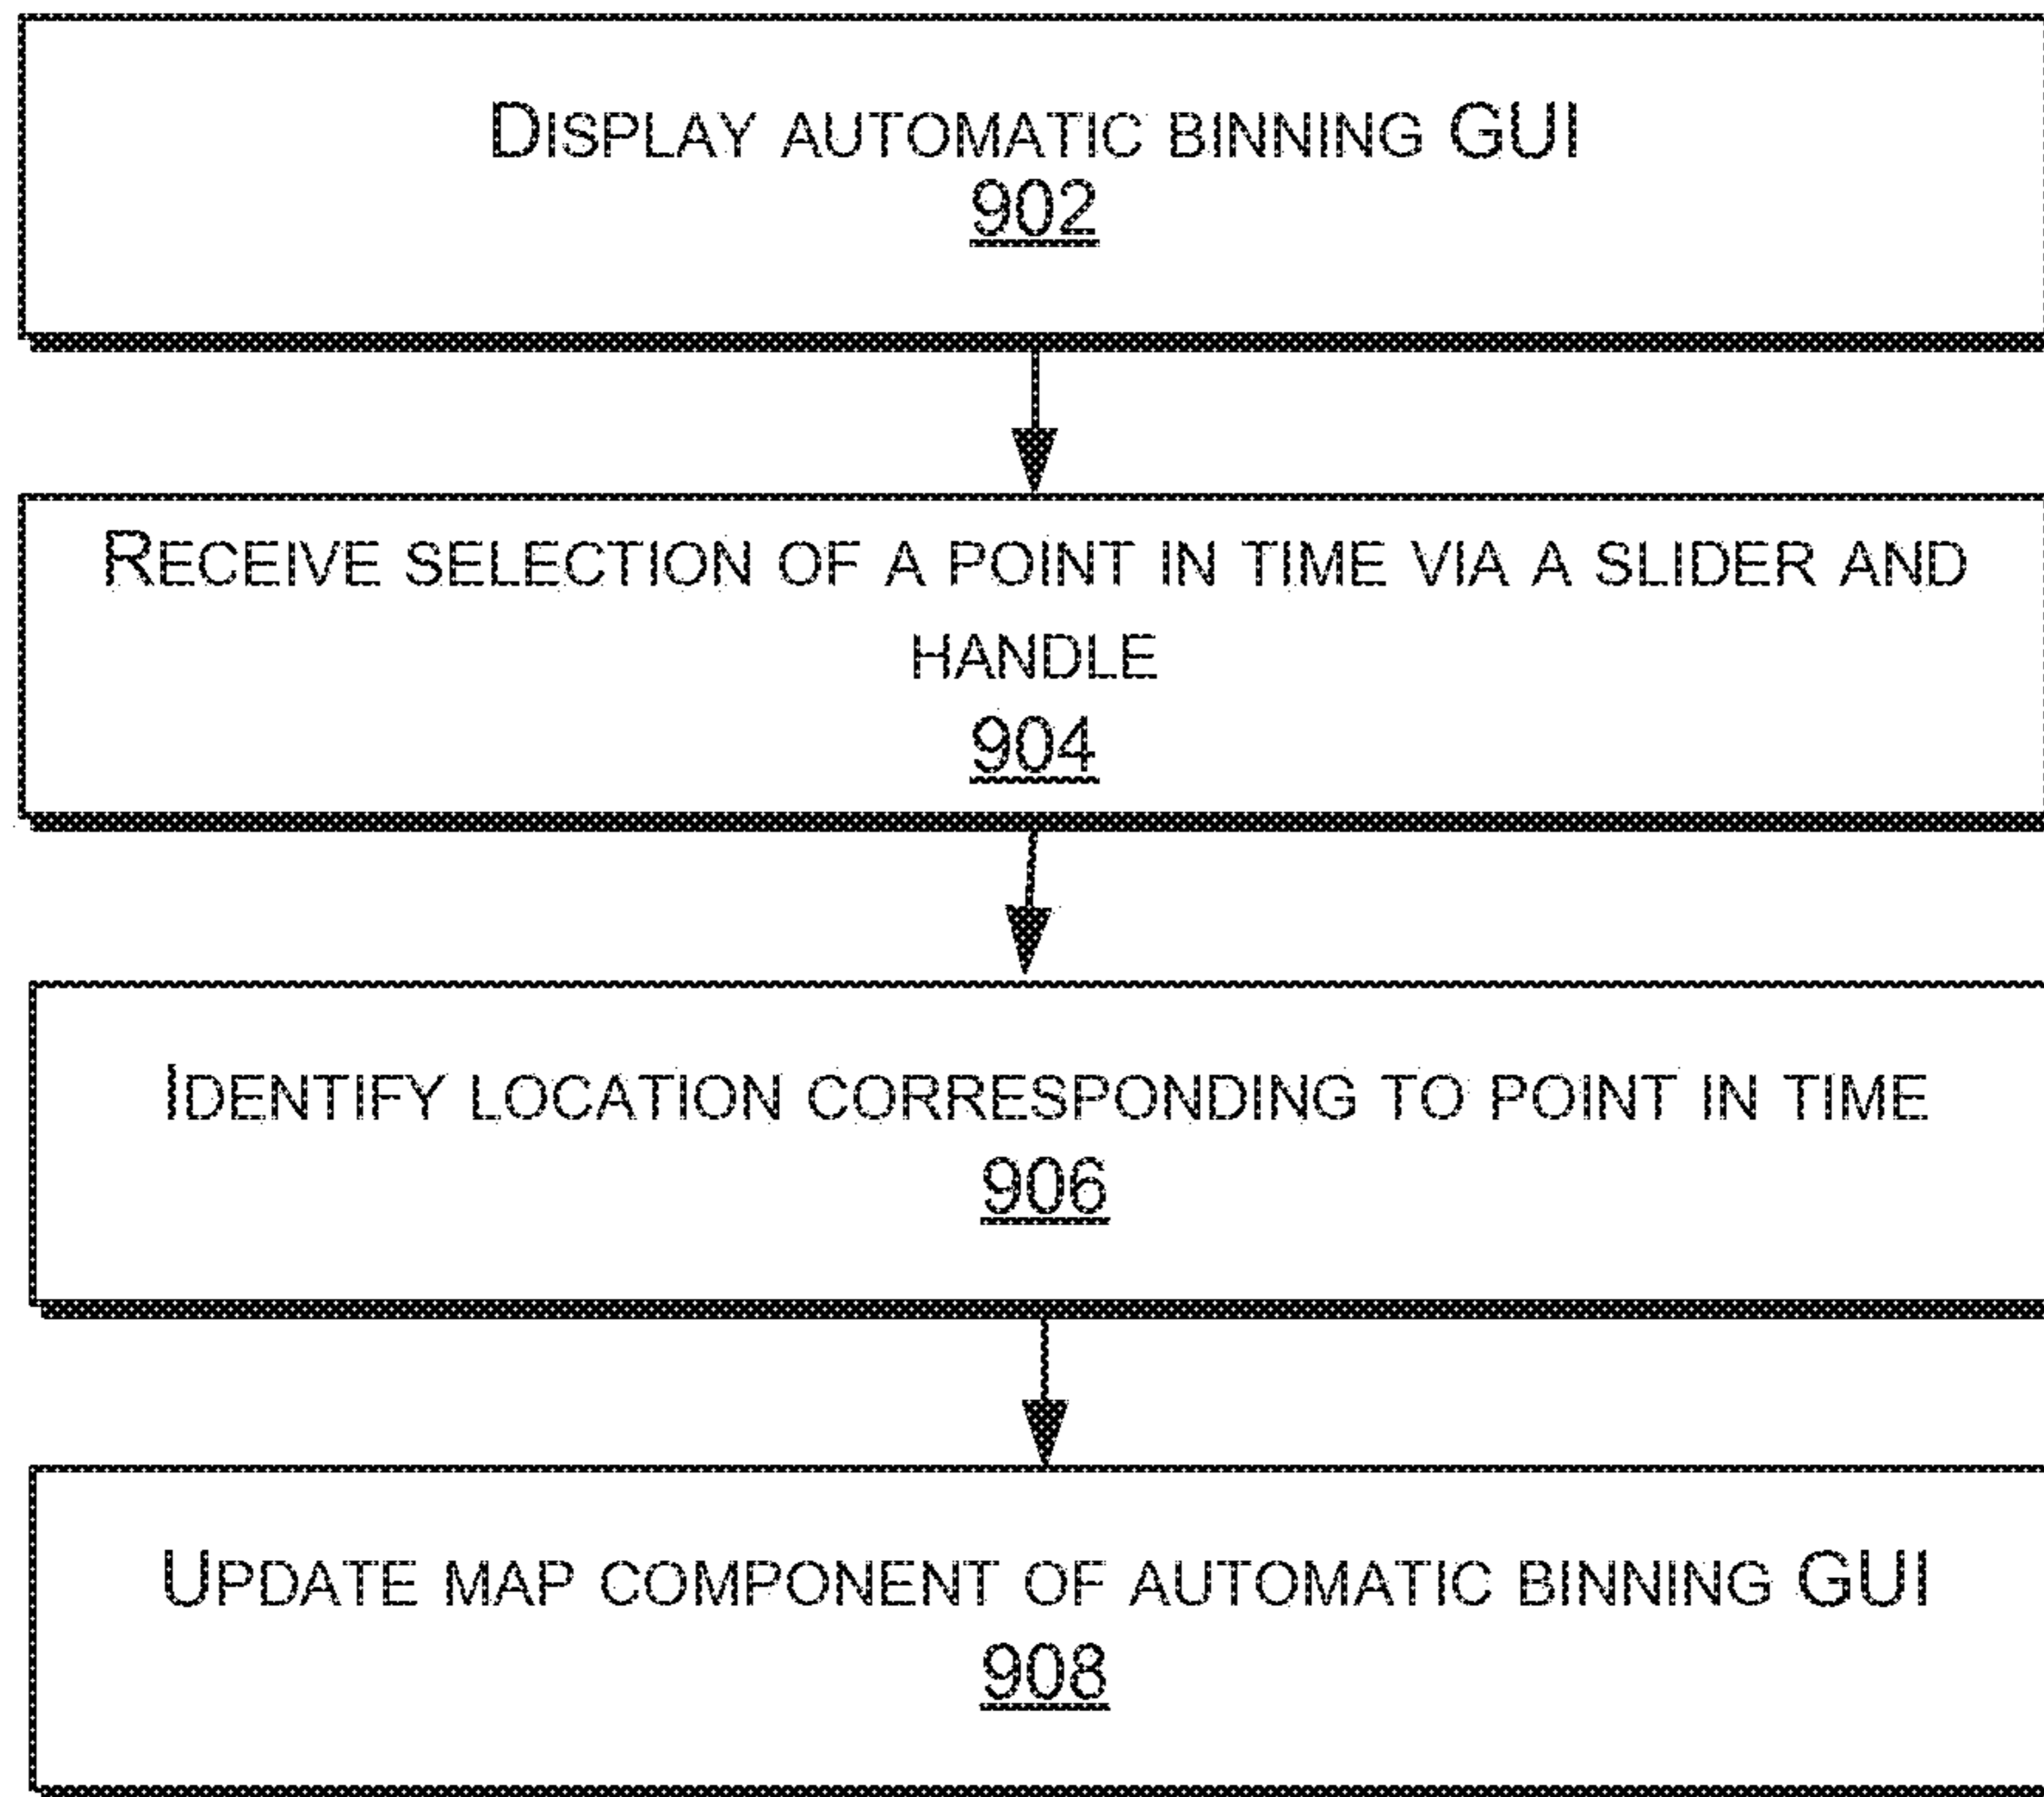 DISPLAY AUTOMATIC BINNING GUI
902
RECEIVE SELECTION OF A POINT IN TIME VIA A SLIDER AND
HANDLE
904
IDENTIFY LOCATION CORRESPONDING TO POINT IN TIME
906
UPDATE MAP COMPONENT OF AUTOMATIC BINNING GUI
908